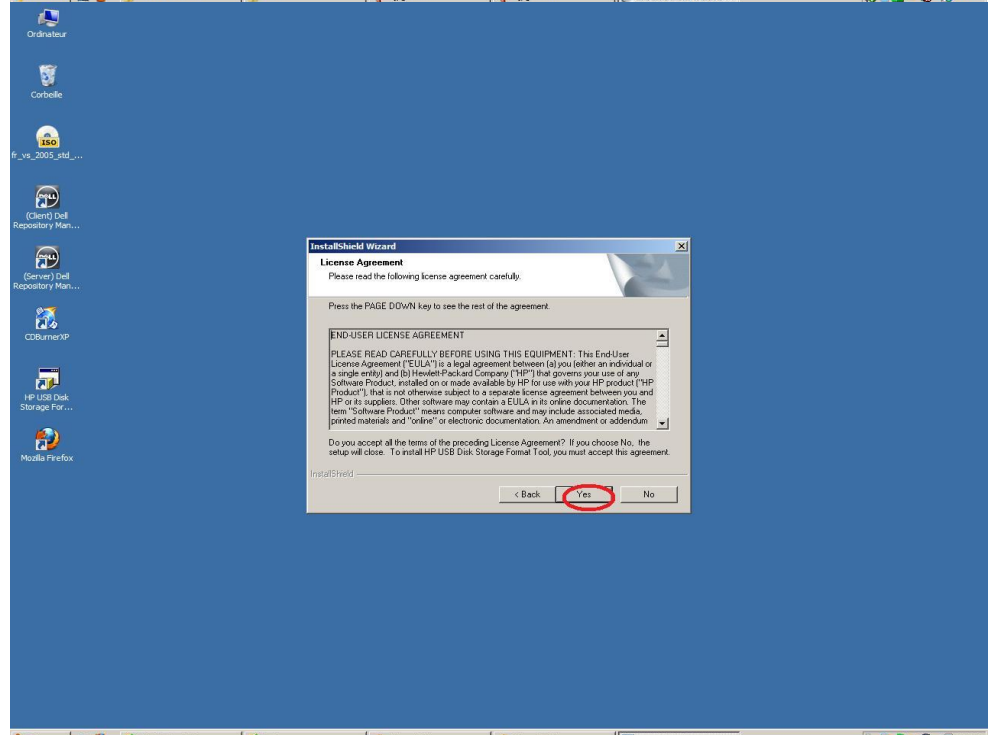 Ordinateur
Corbeille
ISO
fr_vs_2005_std_...
DELL
(Client) Dell
Repository Man...
DELL
(Server) Dell
Repository Man...
CDBurnerXP
HP USB Disk
Storage For...
Mozilla Firefox
InstallShield Wizard
License Agreement
Please read the following license agreement carefully.
Press the PAGE DOWN key to see the rest of the agreement.
END-USER LICENSE AGREEMENT
PLEASE READ CAREFULLY BEFORE USING THIS EQUIPMENT: This End-User
License Agreement ("EULA") is a legal agreement between (a) you (either an individual or
a single entity) and (b) Hewlett-Packard Company ("HP") that governs your use of any
Software Product, installed on or made available by HP for use with your HP product ("HP
Product"), that is not otherwise subject to a separate license agreement between you and
HP or its suppliers. Other software may contain a EULA in its online documentation. The
term "Software Product" means computer software and may include associated media,
printed materials and "online" or electronic documentation. An amendment or addendum
Do you accept all the terms of the preceding License Agreement? If you choose No, the
setup will close. To install HP USB Disk Storage Format Tool, you must accept this agreement.
InstallShield
< Back Yes No